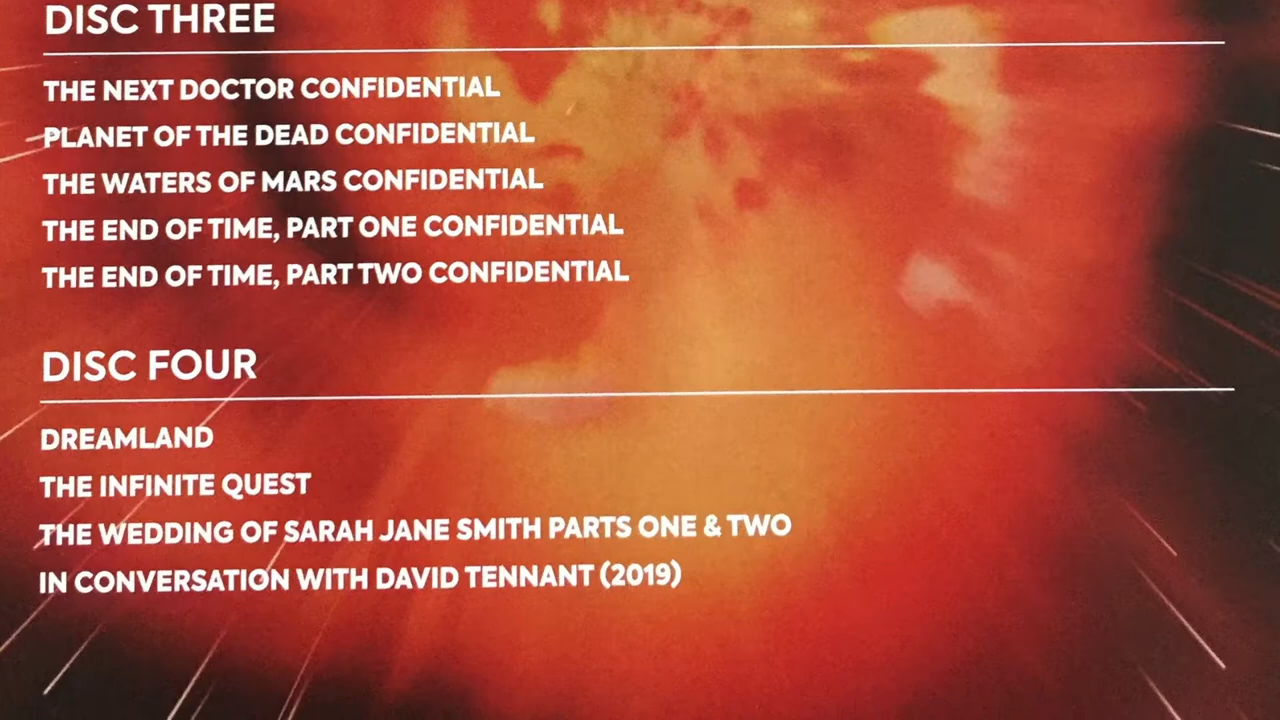 DISC THREE
THE NEXT DOCTOR CONFIDENTIAL
PLANET OF THE DEAD CONFIDENTIAL
THE WATERS OF MARS CONFIDENTIAL
THE END OF TIME, PART ONE CONFIDENTIAL
THE END OF TIME, PART TWO CONFIDENTIAL
DISC FOUR
DREAMLAND
THE INFINITE QUEST
THE WEDDING OF SARAH JANE SMITH PARTS ONE & TWO
IN CONVERSATION WITH DAVID TENNANT (2019)